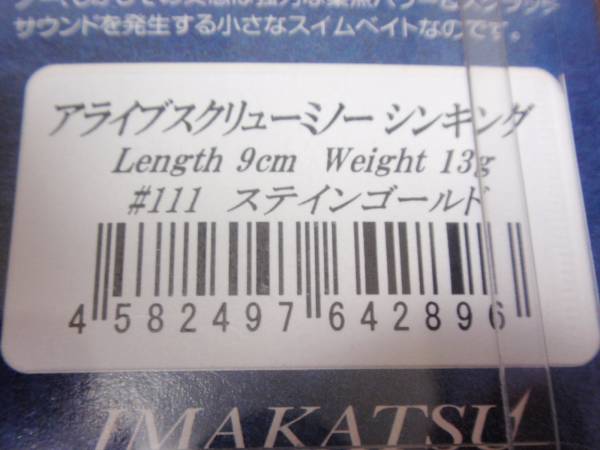 サウンドを発生する小さなスイムベイトなのです。
アライブスクリューミノー シンキング
Length 9cm Weight 13g
#111 ステインゴールド
4 582497 642896
IMAKATSU